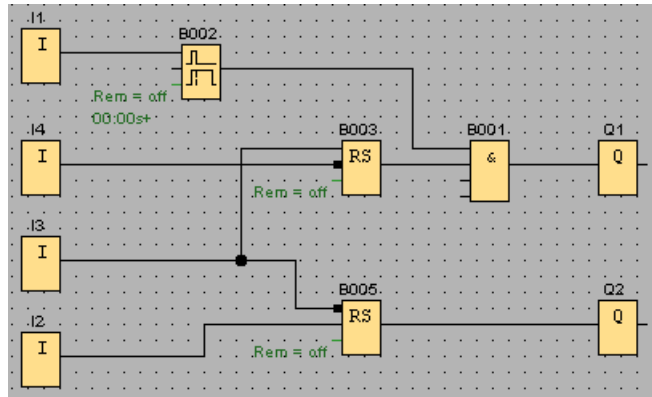 I1
I
B002
Rem = off
00:00s+
I4
I
B003
RS
Rem = off
B001
&
Q1
Q
I3
I
B005
RS
Rem = off
Q2
Q
I2
I